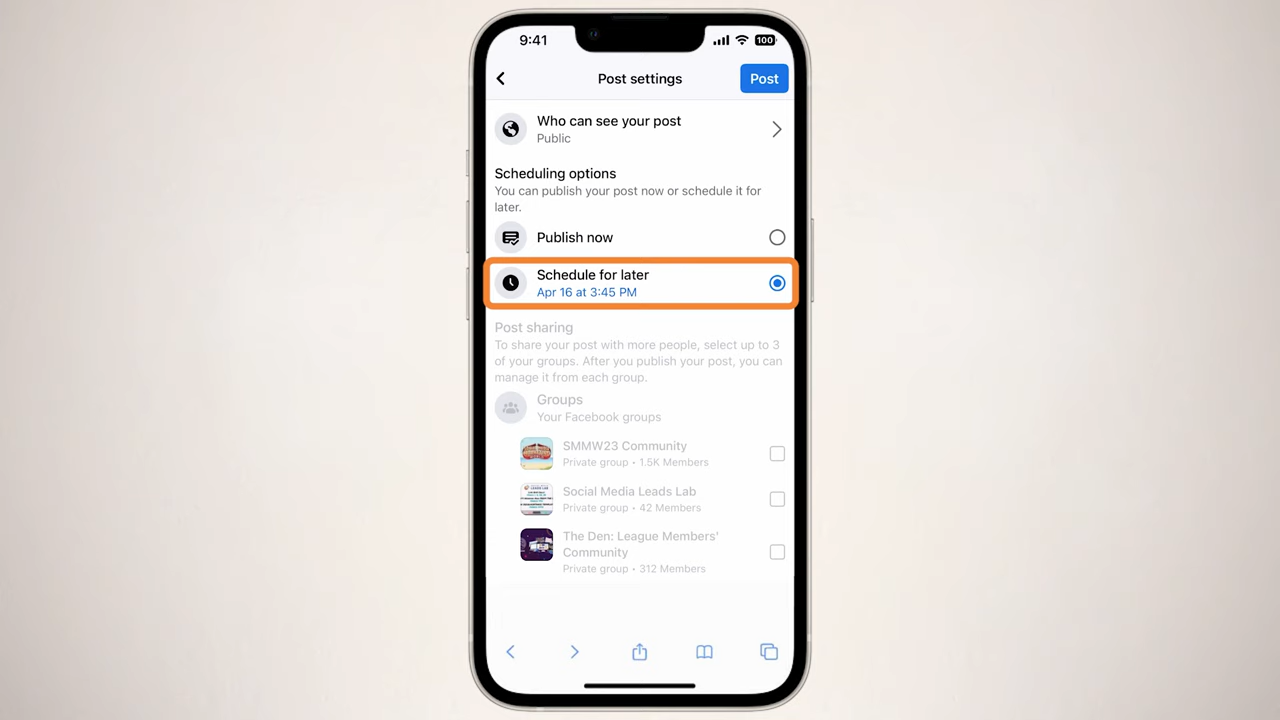 9:41
100
Post settings
Post
Who can see your post
Public
Scheduling options
You can publish your post now or schedule it for
later.
Publish now
Schedule for later
Apr 16 at 3:45 PM
Post sharing
To share your post with more people, select up to 3
of your groups. After you publish your post, you can
manage it from each group.
Groups
Your Facebook groups
SMMW23 Community
Private group • 1.5K Members
Social Media Leads Lab
Private group • 42 Members
The Den: League Members'
Community
Private group • 312 Members